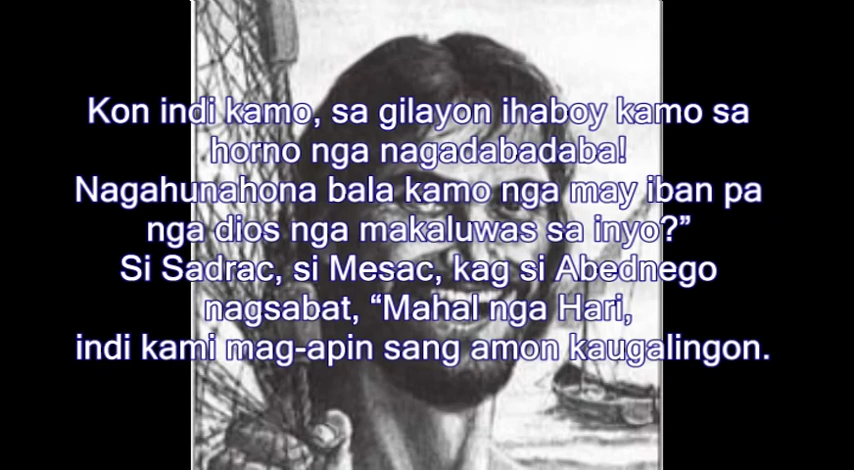 Kon indi kamo, sa gilayon ihaboy kamo sa
horno nga nagadabadaba!
Nagahunahona bala kamo nga may iban pa
nga dios nga makaluwas sa inyo?”
Si Sadrac, si Mesac, kag si Abednego
nagsabat, “Mahal nga Hari,
indi kami mag-apin sang amon kaugalingon.